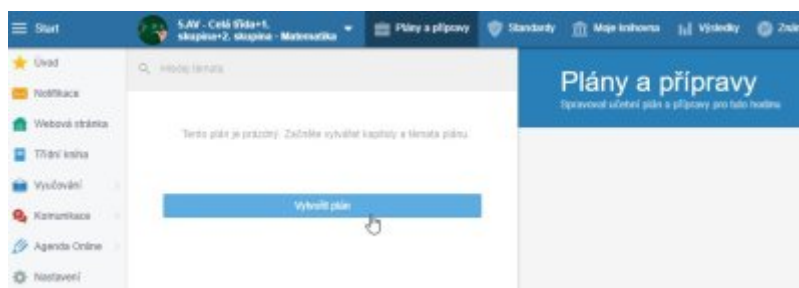 Start
5.AV - Celá třída+1.
skupina+2. skupina - Matematika
Plány a přípravy
Standardy
Moje knihovna
Výsledky
Úvod
Notifikace
Webová stránka
Třídní kniha
Vyučování
Komunikace
Agenda Online
Nastavení
Hledej témata
Tento plán je prázdný. Začněte vytvářet kapitoly a témata plánu.
Vytvořit plán
Plány a přípravy
Spravovat učební plán a přípravy pro tuto hodinu